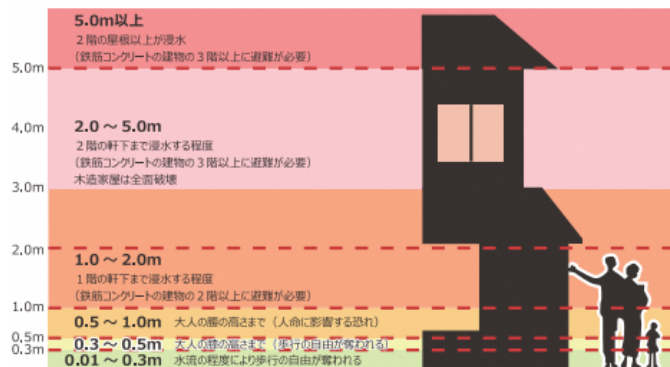 5.0m以上
2階の屋根以上が浸水
(鉄筋コンクリートの建物の3階以上に避難が必要)
5.0m
4.0m
2.0～5.0m
2階の軒下まで浸水する程度
(鉄筋コンクリートの建物の3階以上に避難が必要)
木造家屋は全面破壊
3.0m
2.0m
1.0～2.0m
1階の軒下まで浸水する程度
(鉄筋コンクリートの建物の2階以上に避難が必要)
1.0m
0.5～1.0m 大人の腰の高さまで(人命に影響する恐れ)
0.5m
0.3～0.5m 大人の膝の高さまで(歩行の自由が奪われる)
0.3m
0.01～0.3m 水流の程度により歩行の自由が奪われる